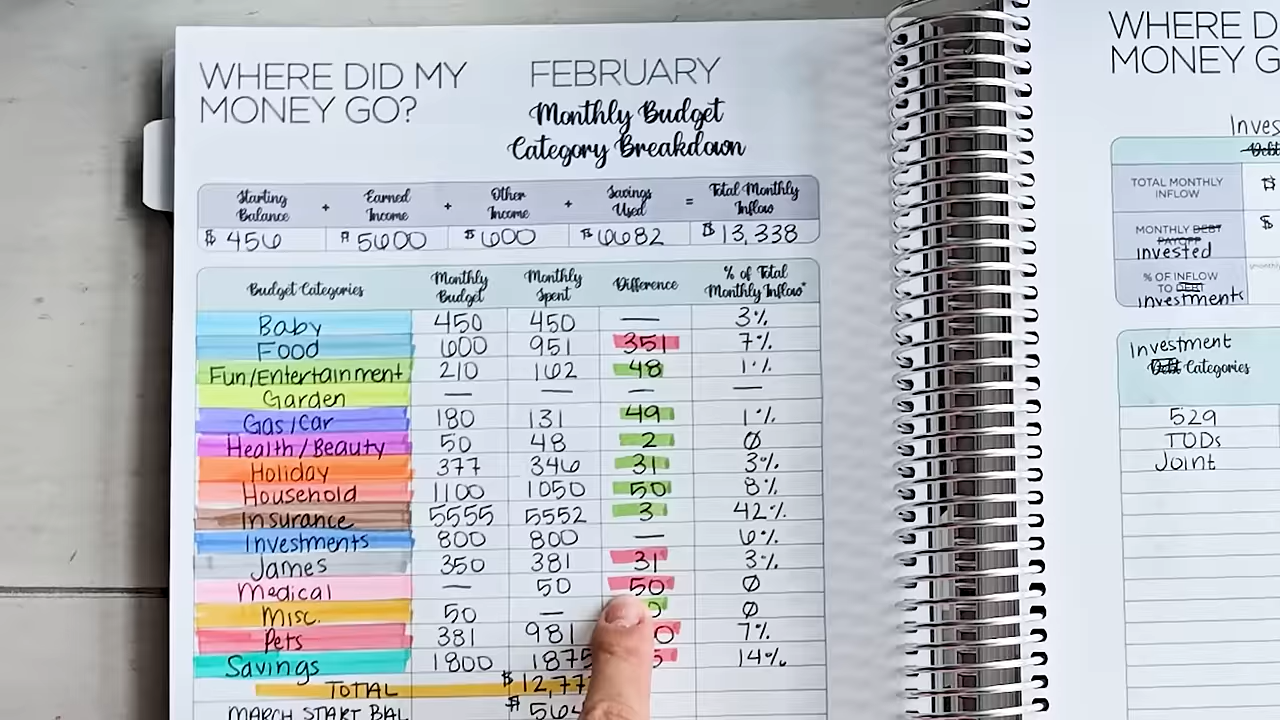 WHERE DID MY
MONEY GO?
FEBRUARY
Monthly Budget
Category Breakdown
Starting Balance + Earned Income + Other Income + Savings Used = Total Monthly Inflow
$ 456 $ 5600 $ 600 $ 6682 $ 13,338
Budget Categories Monthly Budget Monthly Spent Difference % of Total Monthly Inflow*
Baby 450 450 — 3%
Food 600 951 351 7%
Fun/Entertainment 210 162 48 1%
Garden — — — —
Gas/Car 180 131 49 1%
Health/Beauty 50 48 2 Ø
Holiday 377 346 31 3%
Household 1100 1050 50 8%
Insurance 5555 5552 3 42%
Investments 800 800 — 6%
James 350 381 31 3%
Medical — 50 50 Ø
Misc. 50 — Ø
Pets 381 981 7%
Savings 1800 1875 14%
TOTAL $ 12,77
START BAL $ 564
WHERE D
MONEY G
Inves
Debt
TOTAL MONTHLY
INFLOW
$
MONTHLY DEBT
PAYOFF
invested
$
% OF INFLOW
TO DEBT
investments
Investment
Debt Categories
529
TODs
Joint